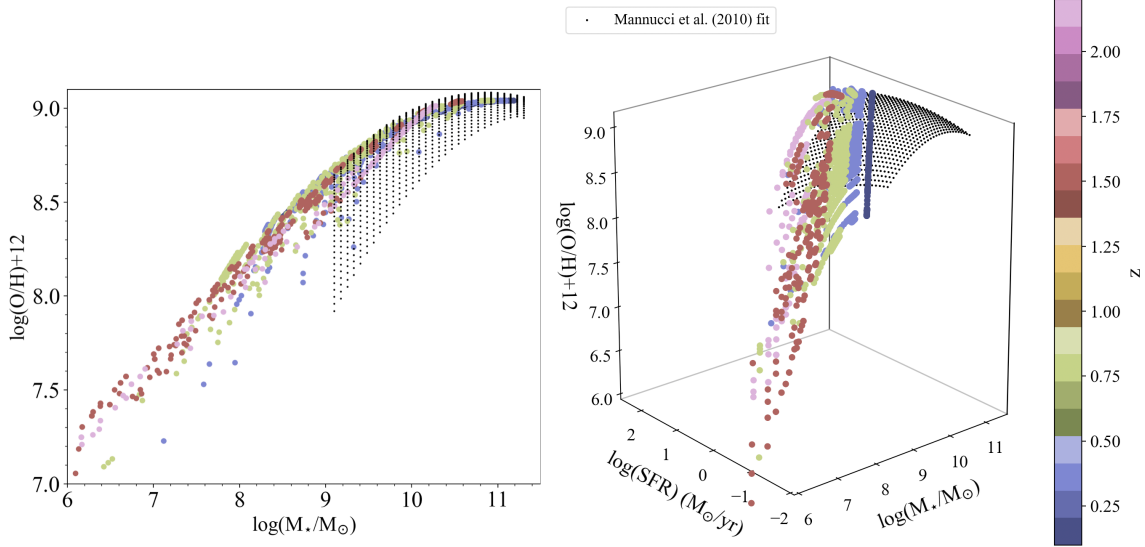 Mannucci et al. (2010) fit
9.0
8.5
8.0
7.5
7.0
6 7 8 9 10 11
log(O/H)+12
log(M⋆/M⊙)
9.0
8.5
8.0
7.5
7.0
6.5
6.0
log(O/H)+12
2 1 0 −1 −2
log(SFR) (M⊙/yr)
6 7 8 9 10 11
log(M⋆/M⊙)
2.00
1.75
1.50
1.25
1.00
0.75
0.50
0.25
z